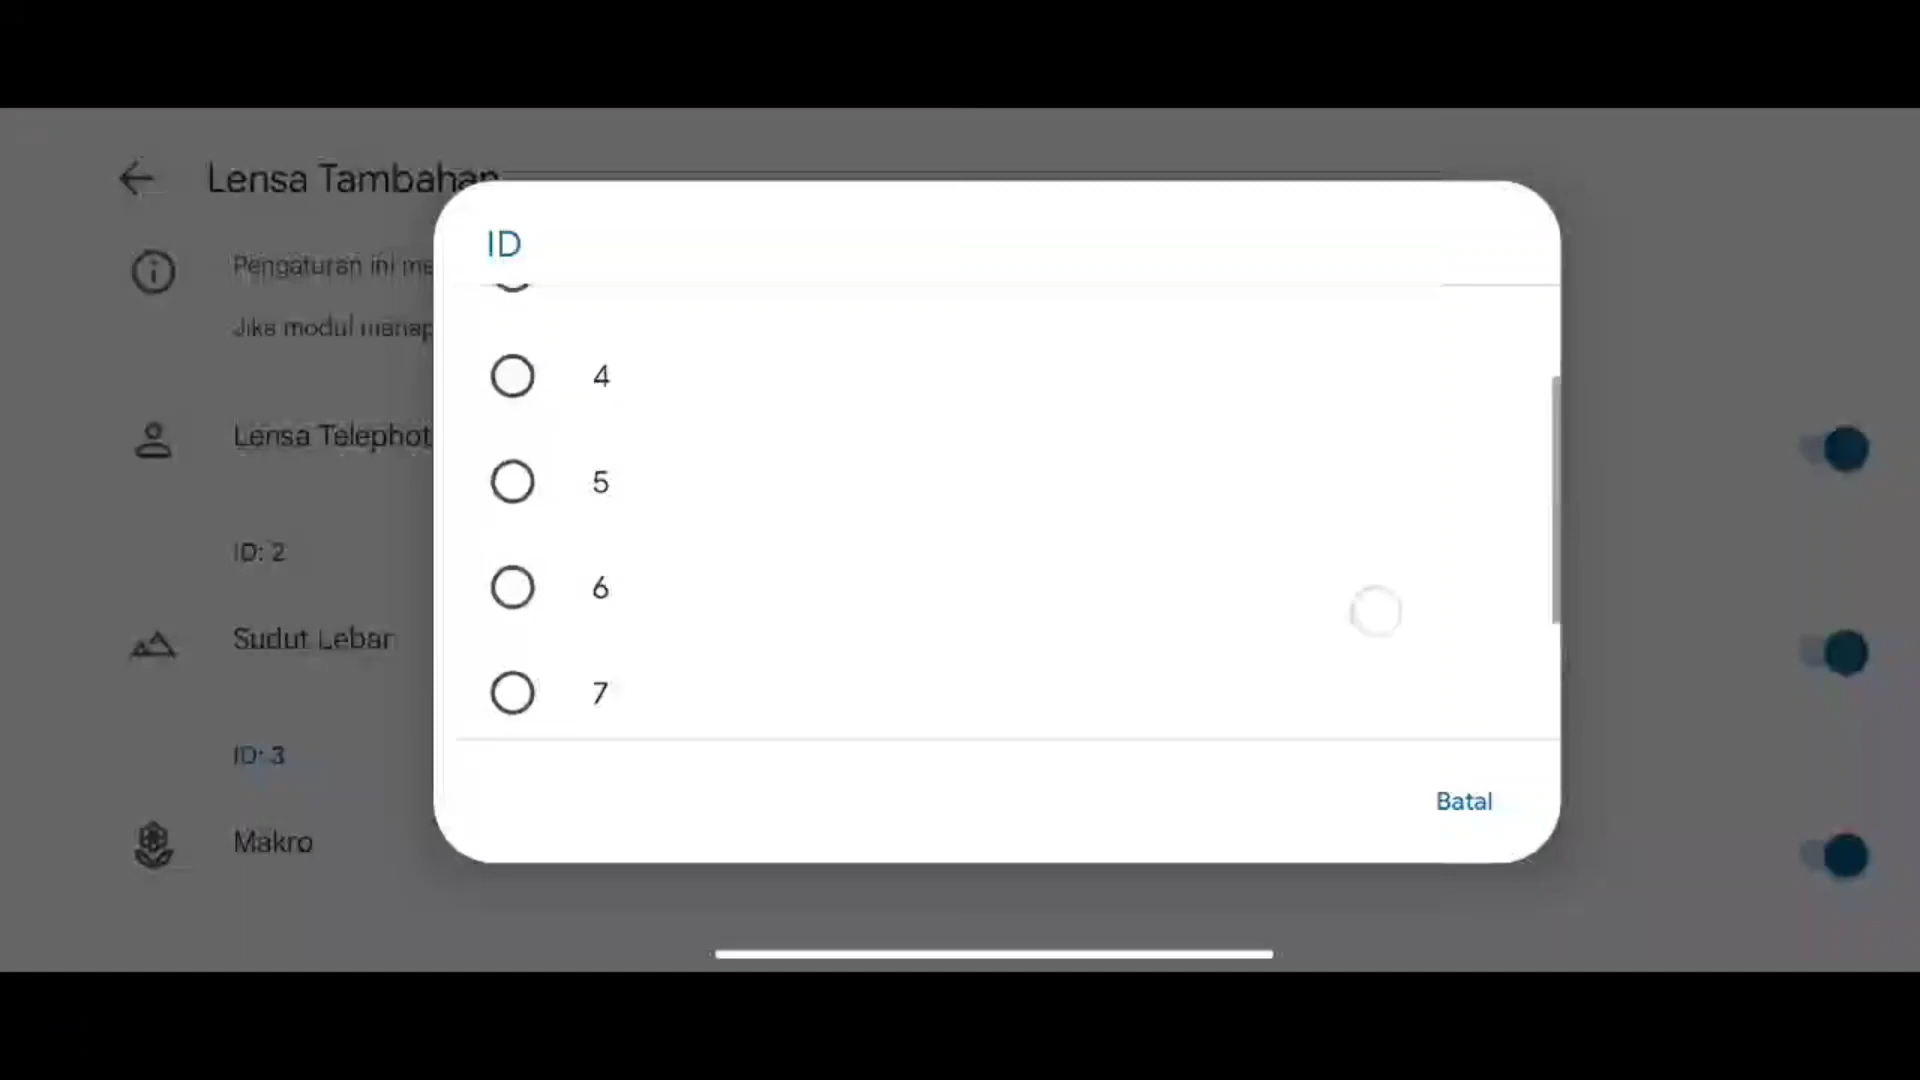 Lensa Tambahan
ID
Pengaturan ini me
Jika modul
4
Lensa Telephot
5
ID: 2
6
Sudut Lebar
7
ID: 3
Batal
Makro